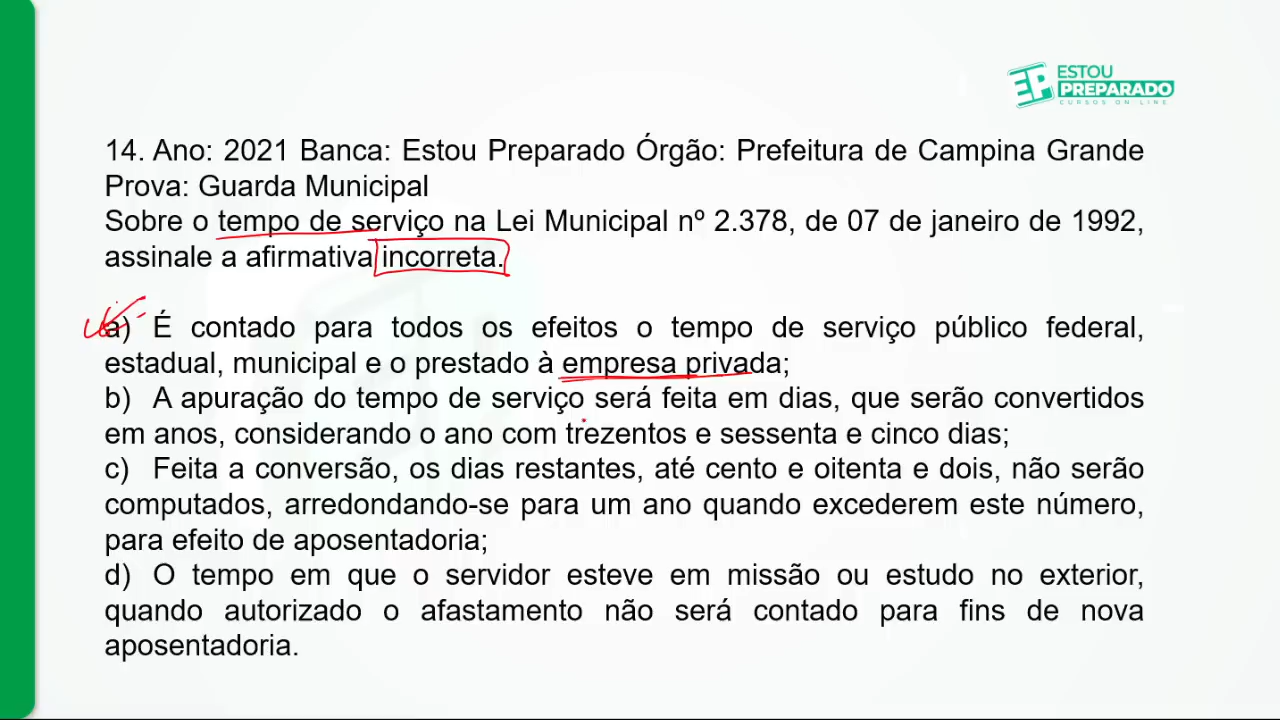 ESTOU
PREPARADO
CURSOS ON LINE
14. Ano: 2021 Banca: Estou Preparado Órgão: Prefeitura de Campina Grande
Prova: Guarda Municipal
Sobre o tempo de serviço na Lei Municipal nº 2.378, de 07 de janeiro de 1992,
assinale a afirmativa incorreta.
a) É contado para todos os efeitos o tempo de serviço público federal,
estadual, municipal e o prestado à empresa privada;
b) A apuração do tempo de serviço será feita em dias, que serão convertidos
em anos, considerando o ano com trezentos e sessenta e cinco dias;
c) Feita a conversão, os dias restantes, até cento e oitenta e dois, não serão
computados, arredondando-se para um ano quando excederem este número,
para efeito de aposentadoria;
d) O tempo em que o servidor esteve em missão ou estudo no exterior,
quando autorizado o afastamento não será contado para fins de nova
aposentadoria.